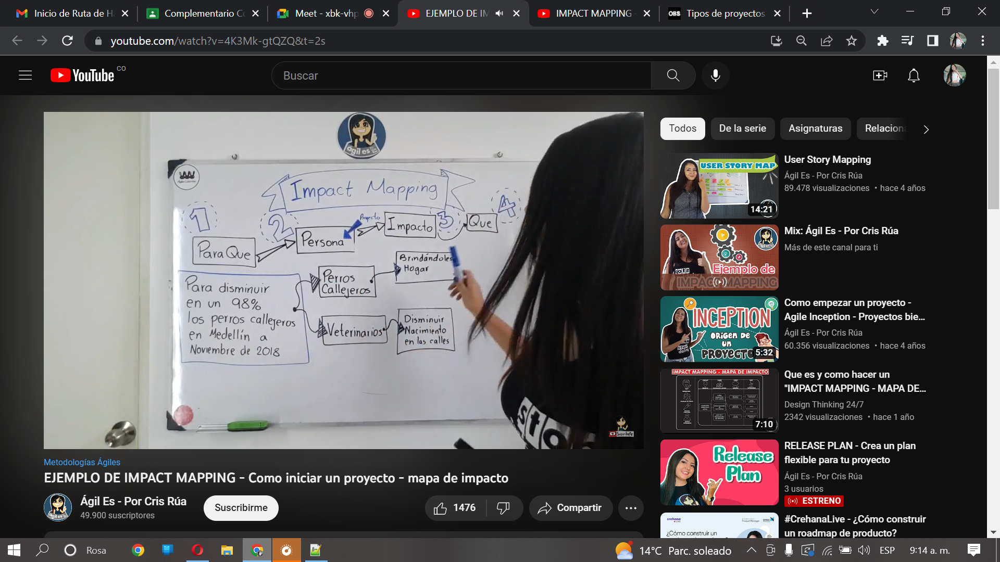 Inicio de Ruta de Ha
Complementario Co
Meet - xbk-vhp
EJEMPLO DE IM
IMPACT MAPPING -
OBS
Tipos de proyectos
youtube.com/watch?v=4K3Mk-gtQZQ&t=2s
YouTube CO
Buscar
ágil es
Impact Mapping
1
2
Proyecto
3
4
Para Que
Persona
Impacto
Que
Para disminuir
en un 98%
los perros callejeros
en Medellín a
Noviembre de 2018
Perros
Callejeros
Brindándoles
Hogar
Veterinarios
Disminuir
Nacimiento
en las calles
Suscribete
Metodologías Ágiles
EJEMPLO DE IMPACT MAPPING - Como iniciar un proyecto - mapa de impacto
Ágil Es - Por Cris Rúa
49.900 suscriptores
Suscribirme
1476
Compartir
Todos
De la serie
Asignaturas
Relaciona
USER STORY MAP
14:21
User Story Mapping
Ágil Es - Por Cris Rúa
89.478 visualizaciones • hace 4 años
Ejemplo de
IMPACT MAPPING
Mix: Ágil Es - Por Cris Rúa
Más de este canal para ti
INCEPTION
ORIGEN DE
UN
PROYECTO
5:32
Como empezar un proyecto -
Agile Inception - Proyectos bie...
Ágil Es - Por Cris Rúa
60.356 visualizaciones • hace 4 años
IMPACT MAPPING - MAPA DE IMPACTO
7:10
Que es y como hacer un
"IMPACT MAPPING - MAPA DE...
Design Thinking 24/7
2342 visualizaciones • hace 1 año
Release
Plan
RELEASE PLAN - Crea un plan
flexible para tu proyecto
Ágil Es - Por Cris Rúa
3 usuarios
ESTRENO
crehana
¿Cómo construir un
#CrehanaLive - ¿Cómo construir
un roadmap de producto?
Rosa
14°C Parc. soleado
ESP
9:14 a. m.